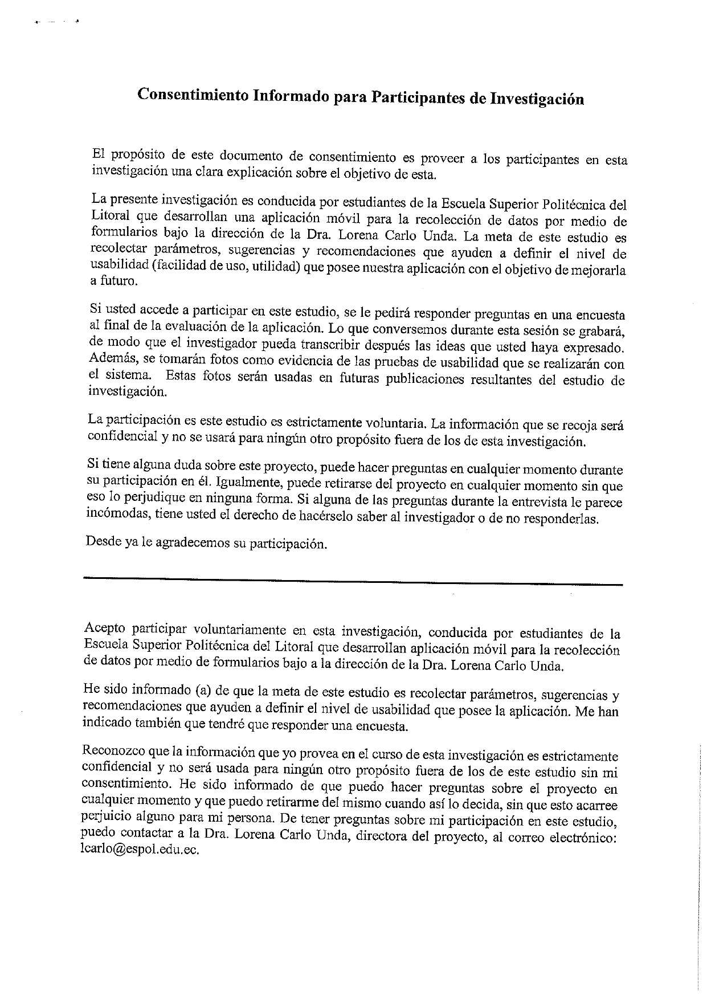 Consentimiento Informado para Participantes de Investigación
El propósito de este documento de consentimiento es proveer a los participantes en esta
investigación una clara explicación sobre el objetivo de esta.
La presente investigación es conducida por estudiantes de la Escuela Superior Politécnica del
Litoral que desarrollan una aplicación móvil para la recolección de datos por medio de
formularios bajo la dirección de la Dra. Lorena Carlo Unda. La meta de este estudio es
recolectar parámetros, sugerencias y recomendaciones que ayuden a definir el nivel de
usabilidad (facilidad de uso, utilidad) que posee nuestra aplicación con el objetivo de mejorarla
a futuro.
Si usted accede a participar en este estudio, se le pedirá responder preguntas en una encuesta
al final de la evaluación de la aplicación. Lo que conversemos durante esta sesión se grabará,
de modo que el investigador pueda transcribir después las ideas que usted haya expresado.
Además, se tomarán fotos como evidencia de las pruebas de usabilidad que se realizarán con
el sistema. Estas fotos serán usadas en futuras publicaciones resultantes del estudio de
investigación.
La participación es este estudio es estrictamente voluntaria. La información que se recoja será
confidencial y no se usará para ningún otro propósito fuera de los de esta investigación.
Si tiene alguna duda sobre este proyecto, puede hacer preguntas en cualquier momento durante
su participación en él. Igualmente, puede retirarse del proyecto en cualquier momento sin que
eso lo perjudique en ninguna forma. Si alguna de las preguntas durante la entrevista le parece
incómodas, tiene usted el derecho de hacérselo saber al investigador o de no responderlas.
Desde ya le agradecemos su participación.
Acepto participar voluntariamente en esta investigación, conducida por estudiantes de la
Escuela Superior Politécnica del Litoral que desarrollan aplicación móvil para la recolección
de datos por medio de formularios bajo a la dirección de la Dra. Lorena Carlo Unda.
He sido informado (a) de que la meta de este estudio es recolectar parámetros, sugerencias y
recomendaciones que ayuden a definir el nivel de usabilidad que posee la aplicación. Me han
indicado también que tendré que responder una encuesta.
Reconozco que la información que yo provea en el curso de esta investigación es estrictamente
confidencial y no será usada para ningún otro propósito fuera de los de este estudio sin mi
consentimiento. He sido informado de que puedo hacer preguntas sobre el proyecto en
cualquier momento y que puedo retirarme del mismo cuando así lo decida, sin que esto acarree
perjuicio alguno para mi persona. De tener preguntas sobre mi participación en este estudio,
puedo contactar a la Dra. Lorena Carlo Unda, directora del proyecto, al correo electrónico:
lcarlo@espol.edu.ec.